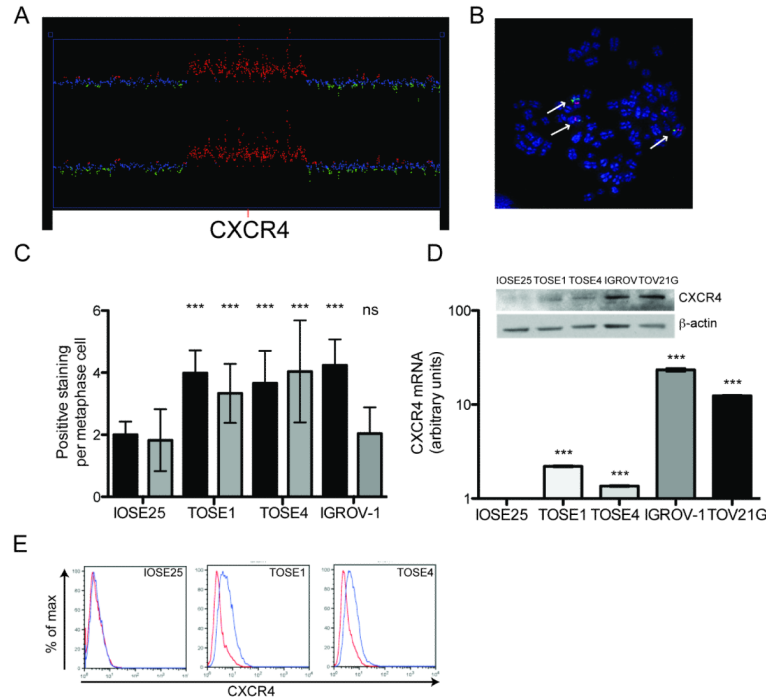 A
B
CXCR4
C
D
Positive staining
per metaphase cell
6
4
2
0
*** *** *** *** *** ns
IOSE25 TOSE1 TOSE4 IGROV-1
IOSE25 TOSE1 TOSE4 IGROV TOV21G
CXCR4
β-actin
CXCR4 mRNA
(arbitrary units)
100
10
1
*** *** *** ***
IOSE25 TOSE1 TOSE4 IGROV-1 TOV21G
E
% of max
IOSE25 TOSE1 TOSE4
CXCR4